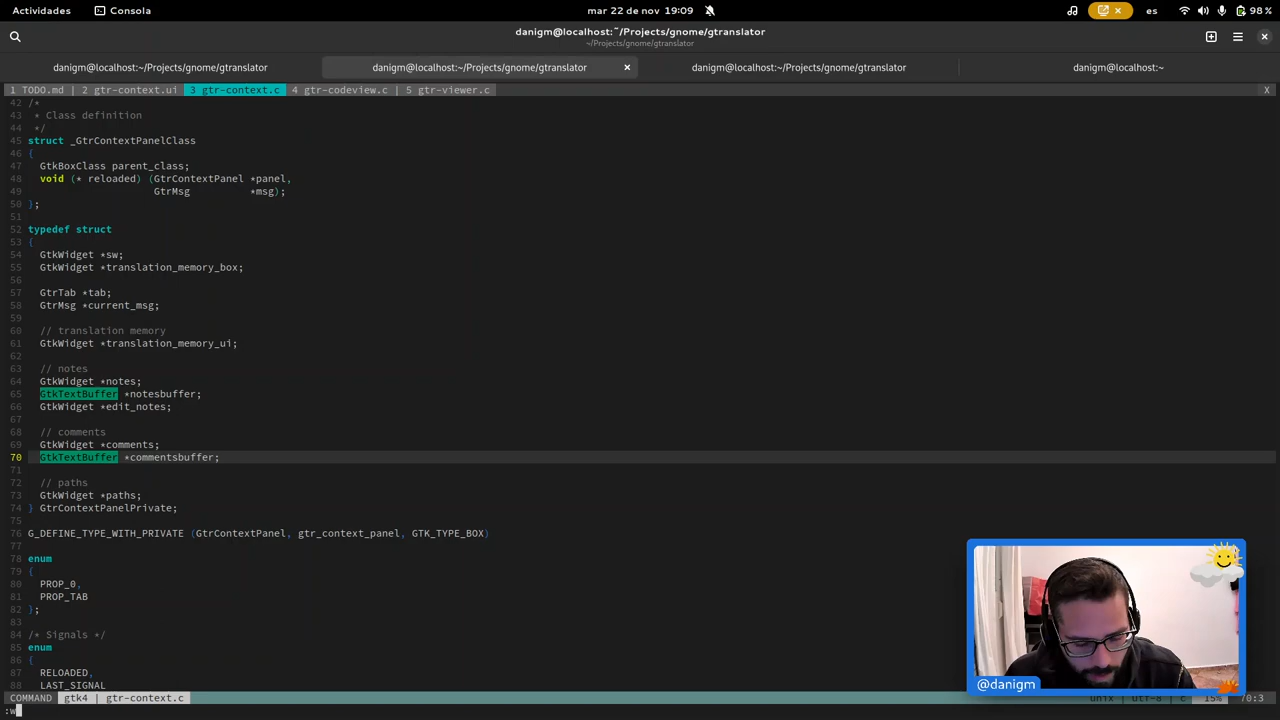 Actividades
Consola
mar 22 de nov 19:09
es
98 %
danigm@localhost:~/Projects/gnome/gtranslator
~/Projects/gnome/gtranslator
danigm@localhost:~/Projects/gnome/gtranslator
danigm@localhost:~/Projects/gnome/gtranslator
danigm@localhost:~/Projects/gnome/gtranslator
danigm@localhost:~
1 TODO.md | 2 gtr-context.ui 3 gtr-context.c 4 gtr-codeview.c | 5 gtr-viewer.c X
42 /*
43 * Class definition
44 */
45 struct _GtrContextPanelClass
46 {
47 GtkBoxClass parent_class;
48 void (* reloaded) (GtrContextPanel *panel,
49 GtrMsg *msg);
50 };
51
52 typedef struct
53 {
54 GtkWidget *sw;
55 GtkWidget *translation_memory_box;
56
57 GtrTab *tab;
58 GtrMsg *current_msg;
59
60 // translation memory
61 GtkWidget *translation_memory_ui;
62
63 // notes
64 GtkWidget *notes;
65 GtkTextBuffer *notesbuffer;
66 GtkWidget *edit_notes;
67
68 // comments
69 GtkWidget *comments;
70 GtkTextBuffer *commentsbuffer;
71
72 // paths
73 GtkWidget *paths;
74 } GtrContextPanelPrivate;
75
76 G_DEFINE_TYPE_WITH_PRIVATE (GtrContextPanel, gtr_context_panel, GTK_TYPE_BOX)
77
78 enum
79 {
80 PROP_0,
81 PROP_TAB
82 };
83
84 /* Signals */
85 enum
86 {
87 RELOADED,
88 LAST_SIGNAL
@danigm
COMMAND gtk4 | gtr-context.c unix | utf-8 | c 15% 70:3
:w